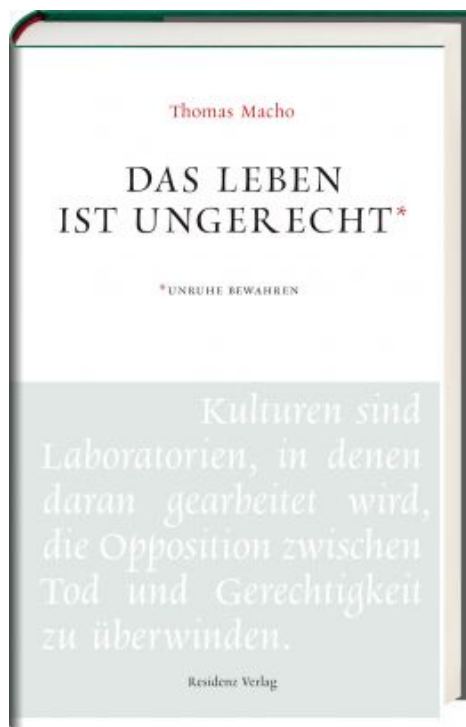 Thomas Macho
DAS LEBEN
IST UNGERECHT*
*UNRUHE BEWAHREN
Kulturen sind
Laboratorien, in denen
daran gearbeitet wird,
die Opposition zwischen
Tod und Gerechtigkeit
zu überwinden.
Residenz Verlag